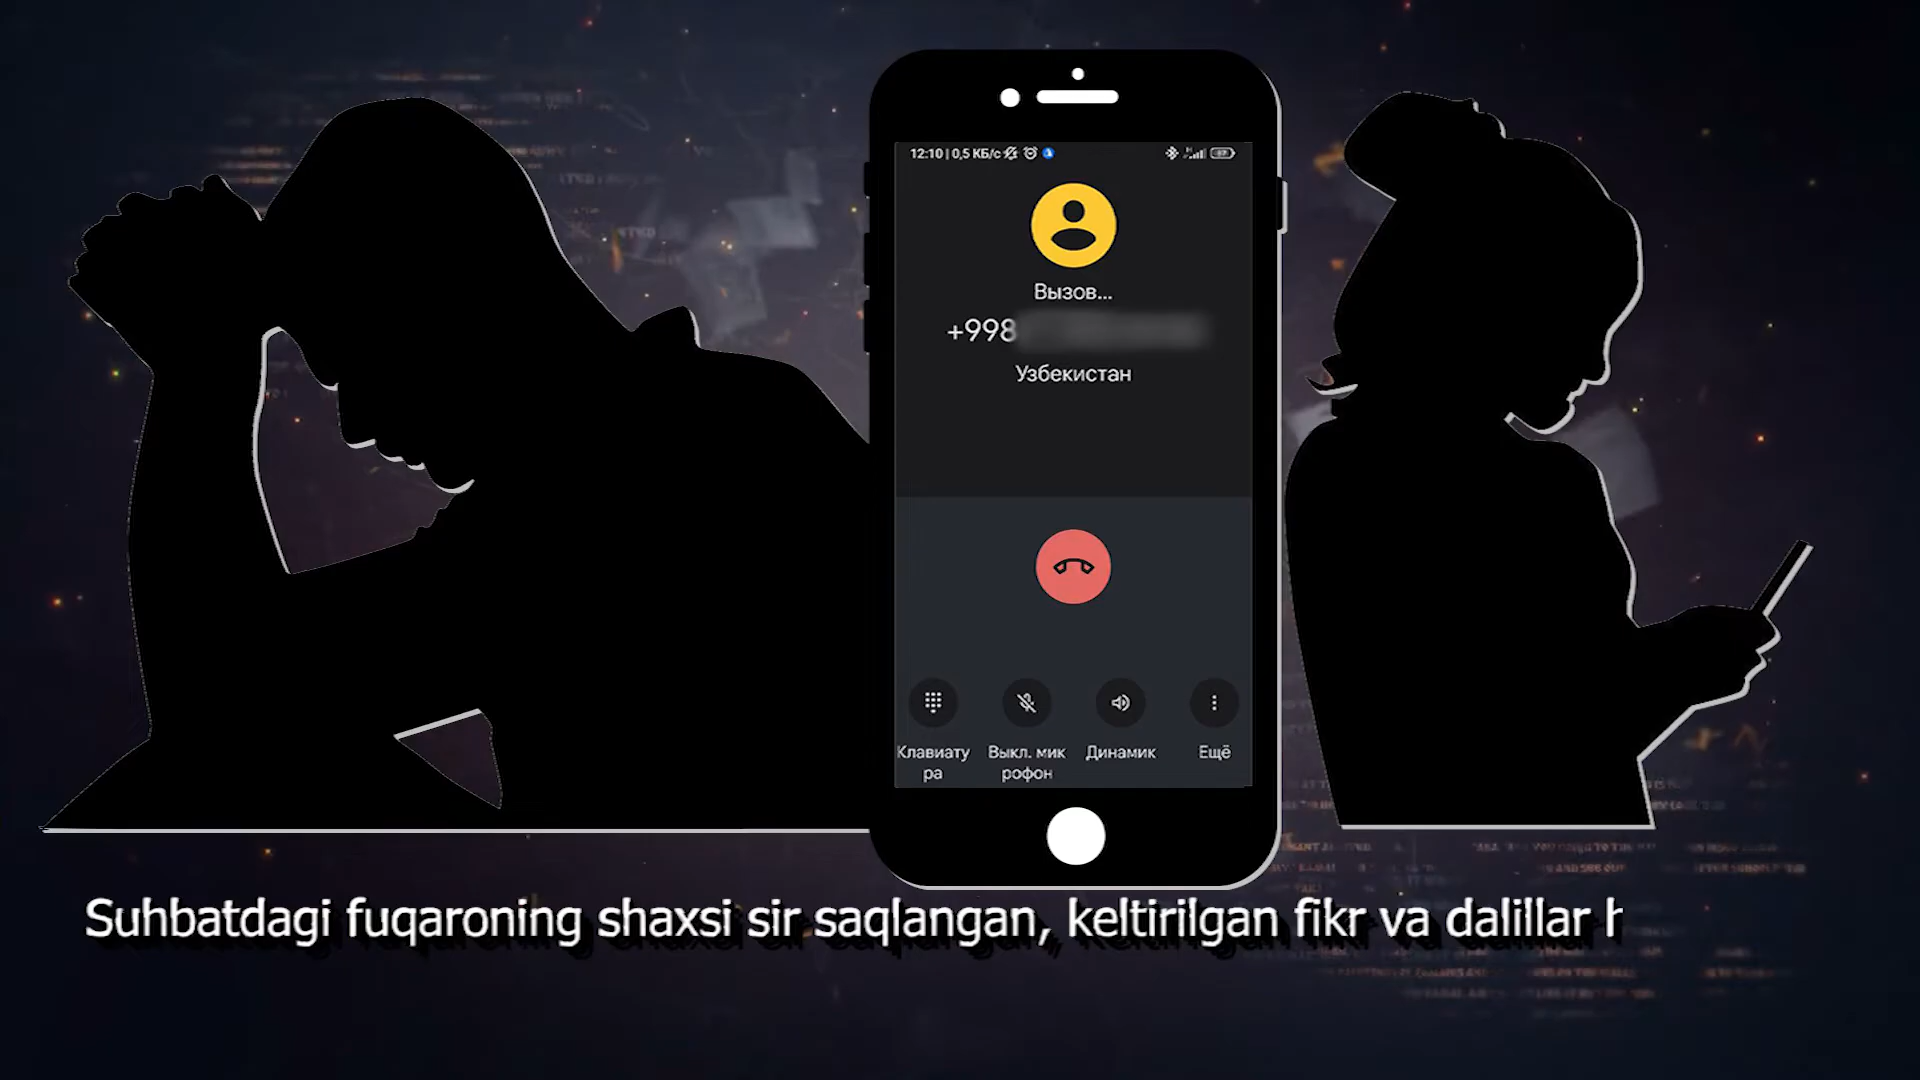 12:10 | 0,5 КБ/с
Вызов...
+998
Узбекистан
Клавиату
ра
Выкл. мик
рофон
Динамик
Ещё
Suhbatdagi fuqaroning shaxsi sir saqlangan, keltirilgan fikr va dalillar